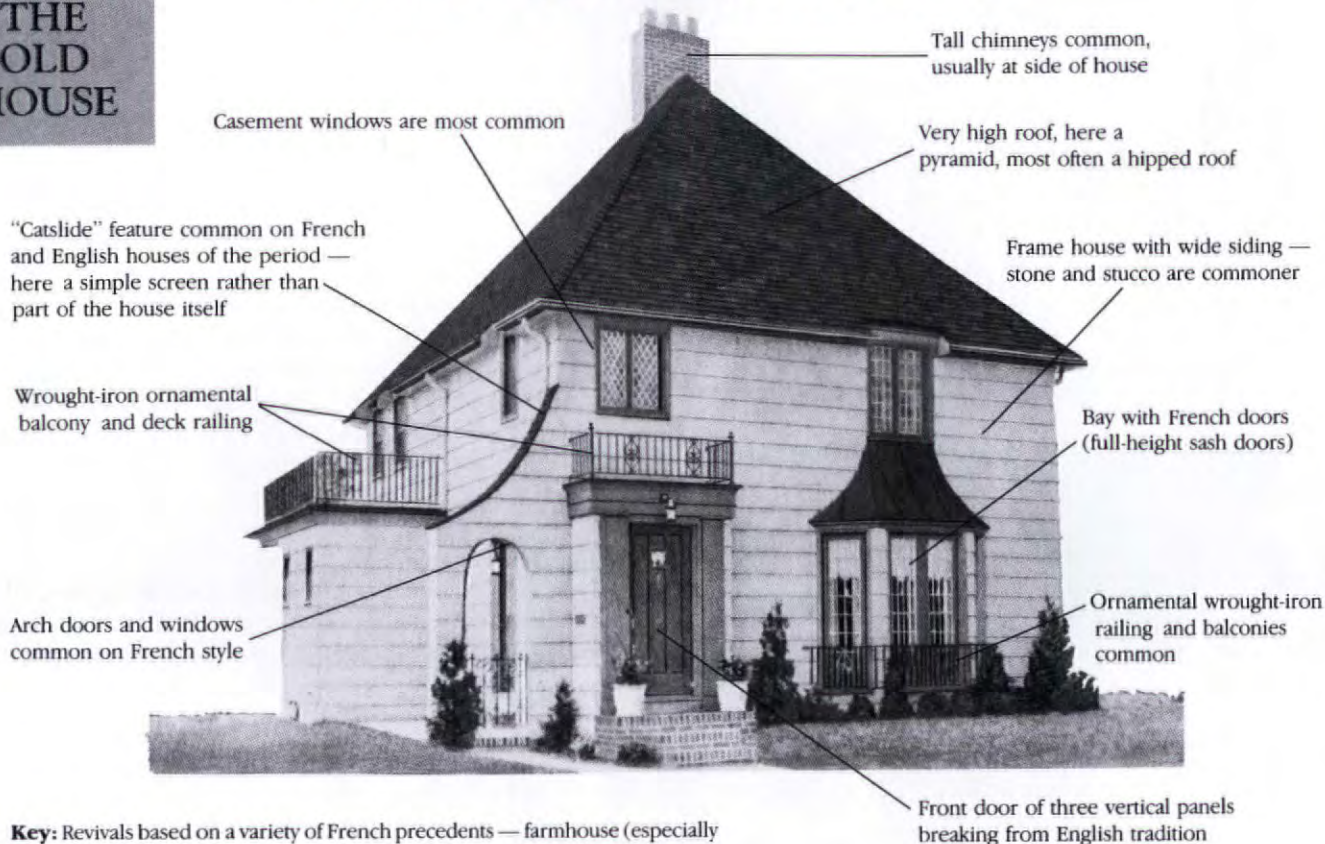 THE
OLD
HOUSE
Tall chimneys common,
usually at side of house
Casement windows are most common
Very high roof, here a
pyramid, most often a hipped roof
"Catslide" feature common on French
and English houses of the period —
here a simple screen rather than
part of the house itself
Frame house with wide siding —
stone and stucco are commoner
Wrought-iron ornamental
balcony and deck railing
Bay with French doors
(full-height sash doors)
Arch doors and windows
common on French style
Ornamental wrought-iron
railing and balconies
common
Front door of three vertical panels
breaking from English tradition
Key: Revivals based on a variety of French precedents — farmhouse (especially